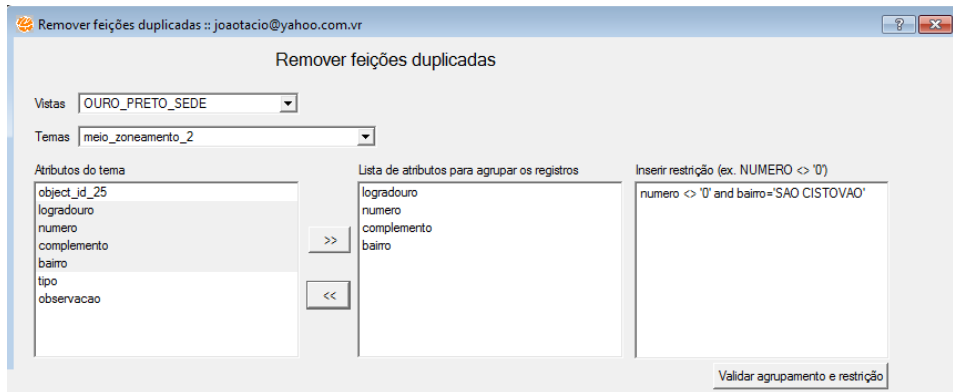 Remover feições duplicadas :: joaotacio@yahoo.com.vr
Remover feições duplicadas
Vistas OURO_PRETO_SEDE
Temas meio_zoneamento_2
Atributos do tema
object_id_25
logradouro
numero
complemento
bairro
tipo
observacao
>>
<<
Lista de atributos para agrupar os registros
logradouro
numero
complemento
bairro
Inserir restrição (ex. NUMERO <> '0')
numero <> '0' and bairro='SAO CISTOVAO'
Validar agrupamento e restrição